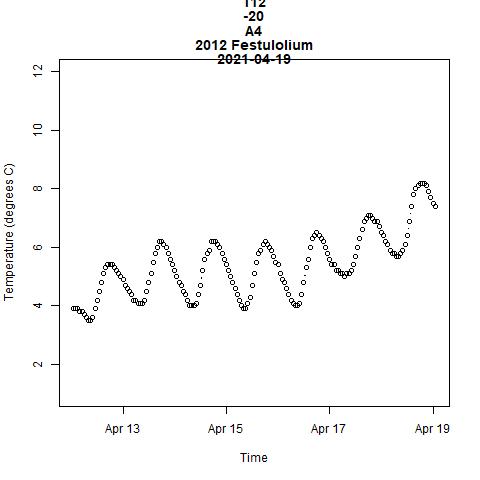 T12
-20
A4
2012 Festulolium
2021-04-19
Temperature (degrees C)
12
10
8
6
4
2
Apr 13
Apr 15
Apr 17
Apr 19
Time